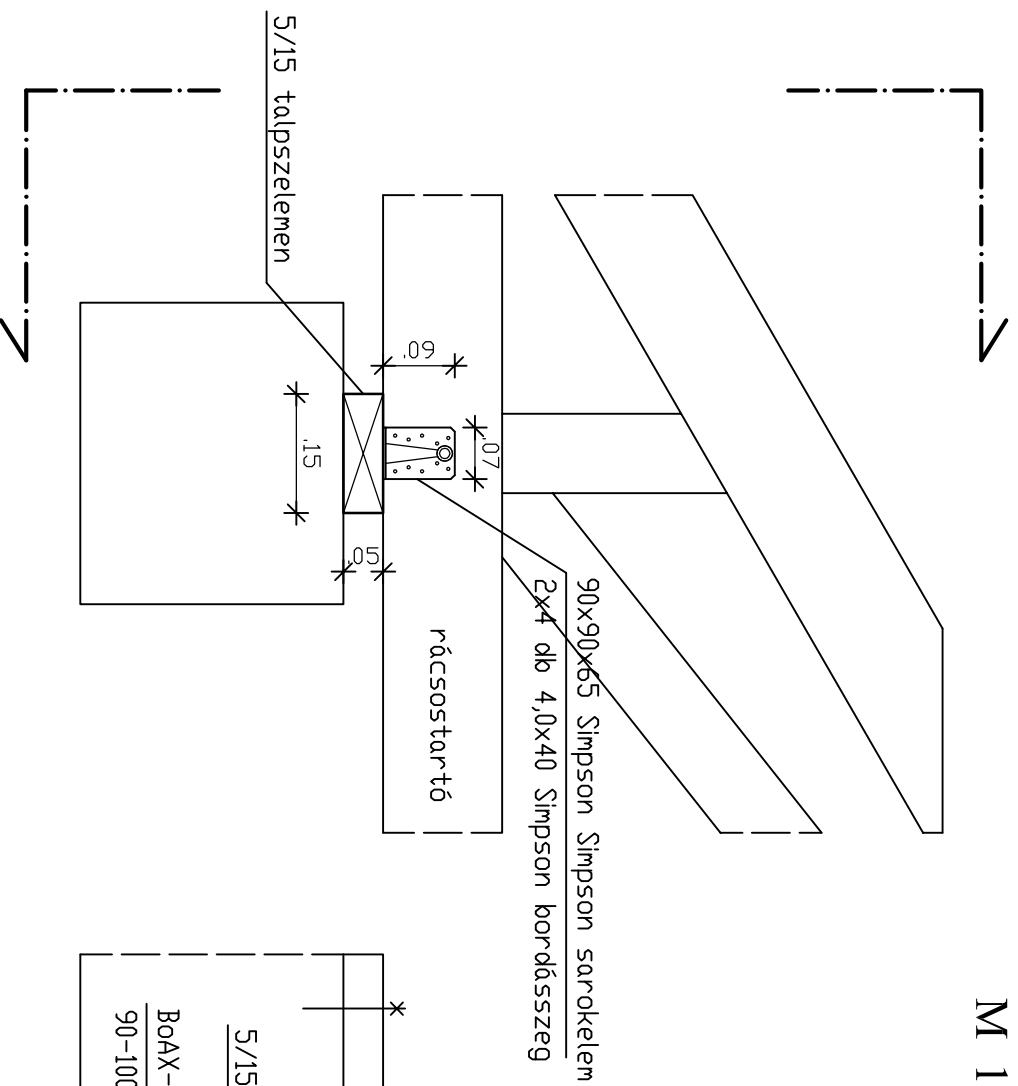 M 1
90x90x65 Simpson Simpson sarokelem
2x4 db 4,0x40 Simpson bordásszeg
.07
rácsostartó
.09
.05
.15
5/15 talpszelemen
5/15
BoAX-
90-100